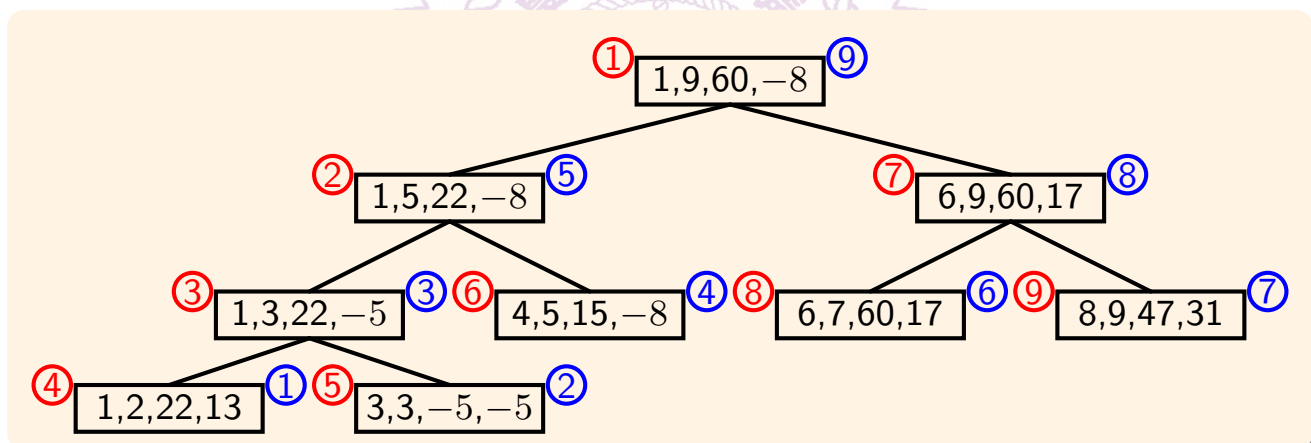 ① 1,9,60,−8 ⑨
② 1,5,22,−8 ⑤ ⑦ 6,9,60,17 ⑧
③ 1,3,22,−5 ③ ⑥ 4,5,15,−8 ④ ⑧ 6,7,60,17 ⑥ ⑨ 8,9,47,31 ⑦
④ 1,2,22,13 ① ⑤ 3,3,−5,−5 ②